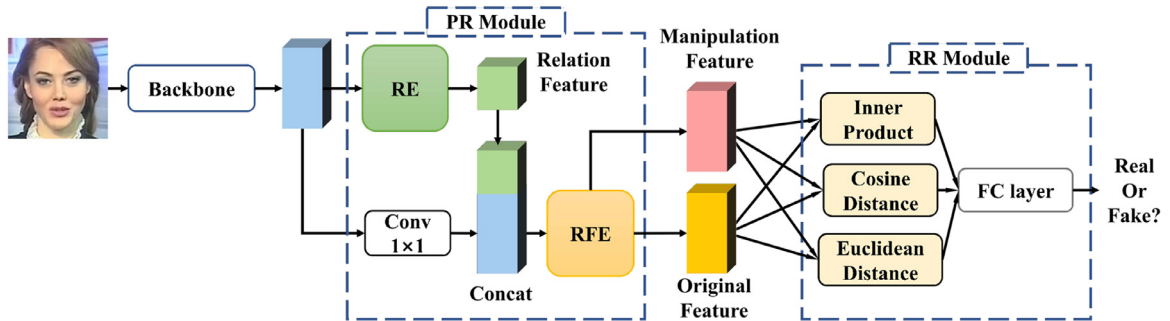 PR Module
Backbone
RE
Relation
Feature
Conv
1×1
Concat
RFE
Manipulation
Feature
Original
Feature
RR Module
Inner
Product
Cosine
Distance
Euclidean
Distance
FC layer
Real
Or
Fake?